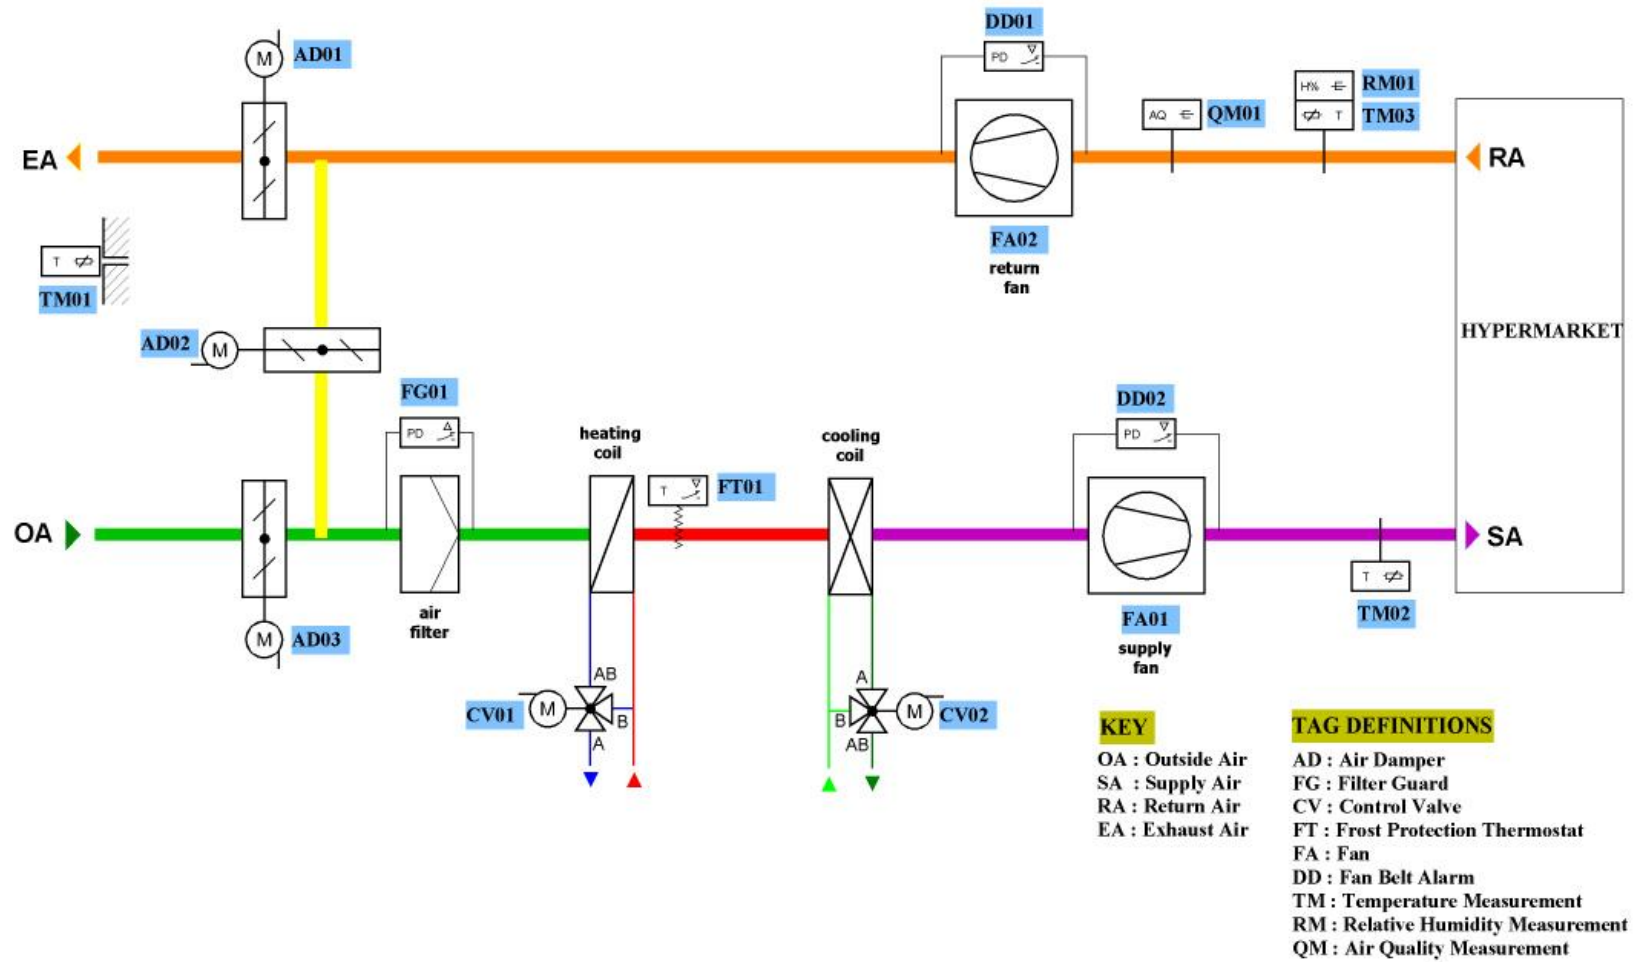 DD01
AD01
M
PD
H%
RM01
AQ
QM01
T
TM03
EA
RA
FA02
return
fan
T
TM01
HYPERMARKET
AD02
M
FG01
DD02
PD
PD
heating
coil
cooling
coil
T
FT01
OA
SA
T
TM02
air
filter
FA01
supply
fan
M
AD03
AB
A
CV01
M
M
CV02
B
B
A
AB
KEY
OA : Outside Air
SA : Supply Air
RA : Return Air
EA : Exhaust Air
TAG DEFINITIONS
AD : Air Damper
FG : Filter Guard
CV : Control Valve
FT : Frost Protection Thermostat
FA : Fan
DD : Fan Belt Alarm
TM : Temperature Measurement
RM : Relative Humidity Measurement
QM : Air Quality Measurement